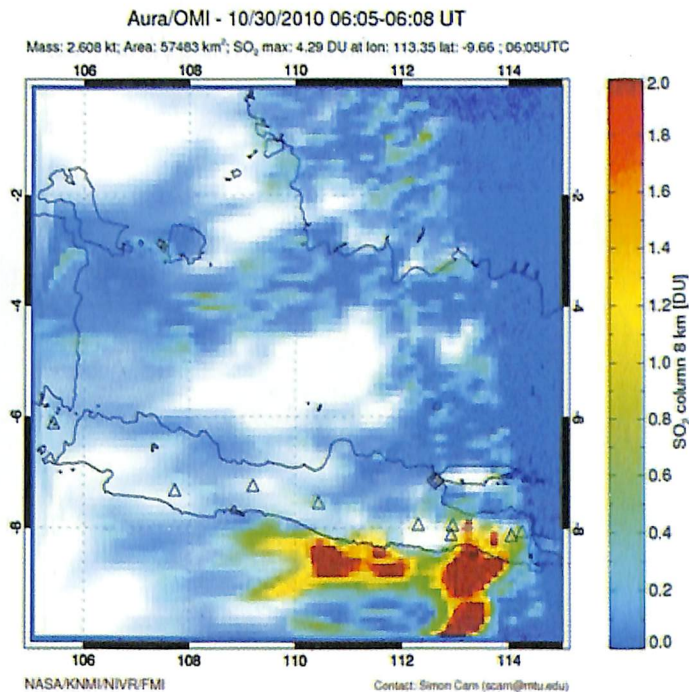 Aura/OMI - 10/30/2010 06:05-06:08 UT
Mass: 2.608 kt; Area: 57483 km²; SO₂ max: 4.29 DU at lon: 113.35 lat: -9.66 ; 06:05UTC
106 108 110 112 114
-2 -2
-4 -4
-6 -6
-8 -8
106 108 110 112 114
2.0
1.8
1.6
1.4
1.2
1.0
0.8
0.6
0.4
0.2
0.0
SO₂ column 8 km [DU]
NASA/KNMI/NIVR/FMI
Contact: Simon Carn (scarn@mtu.edu)